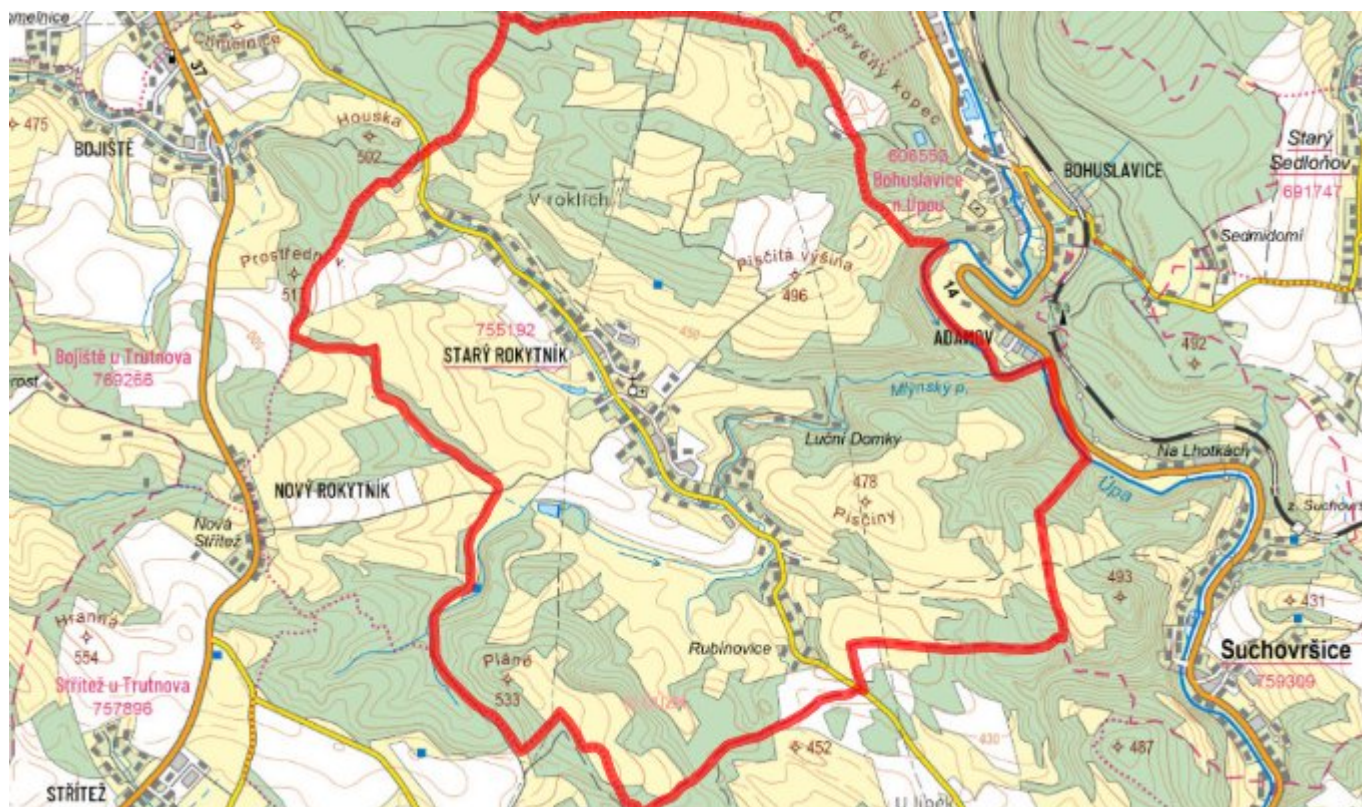 37
475
BOJIŠTĚ
Houska
502
V roklích
Červený kopec
606553
Bohuslavice
n.Úpou
BOHUSLAVICE
Starý
Sedloňov
691747
Sedmidomí
Písčitá výšina
496
14
ADAMOV
492
755192
STARÝ ROKYTNÍK
450
Bojiště u Trutnova
769266
Mlýnský p.
Luční Domky
Na Lhotkách
478
Písčiny
Úpa
NOVÝ ROKYTNÍK
Nová
Střítež
493
431
Hranná
554
Střítež u Trutnova
757896
Pláně
533
Rubínovice
Suchovršice
759309
452
430
487
STŘÍTEŽ